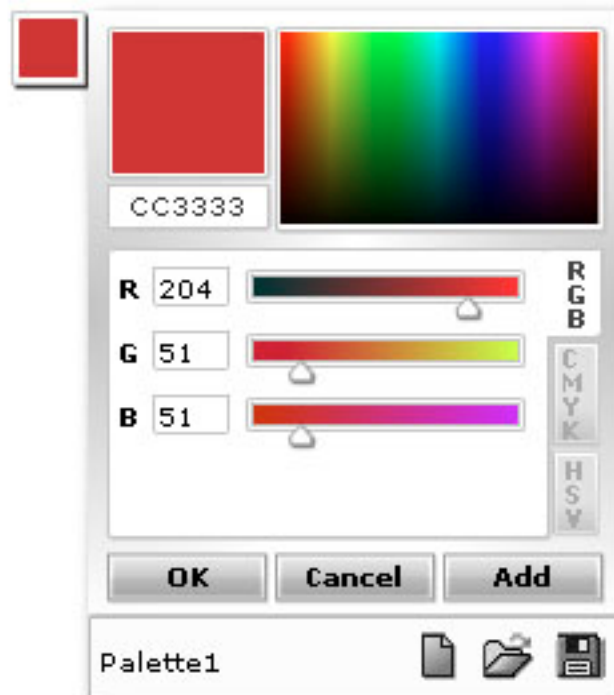 CC3333
R 204
G 51
B 51
RGB
CMYK
HSV
OK Cancel Add
Palette1